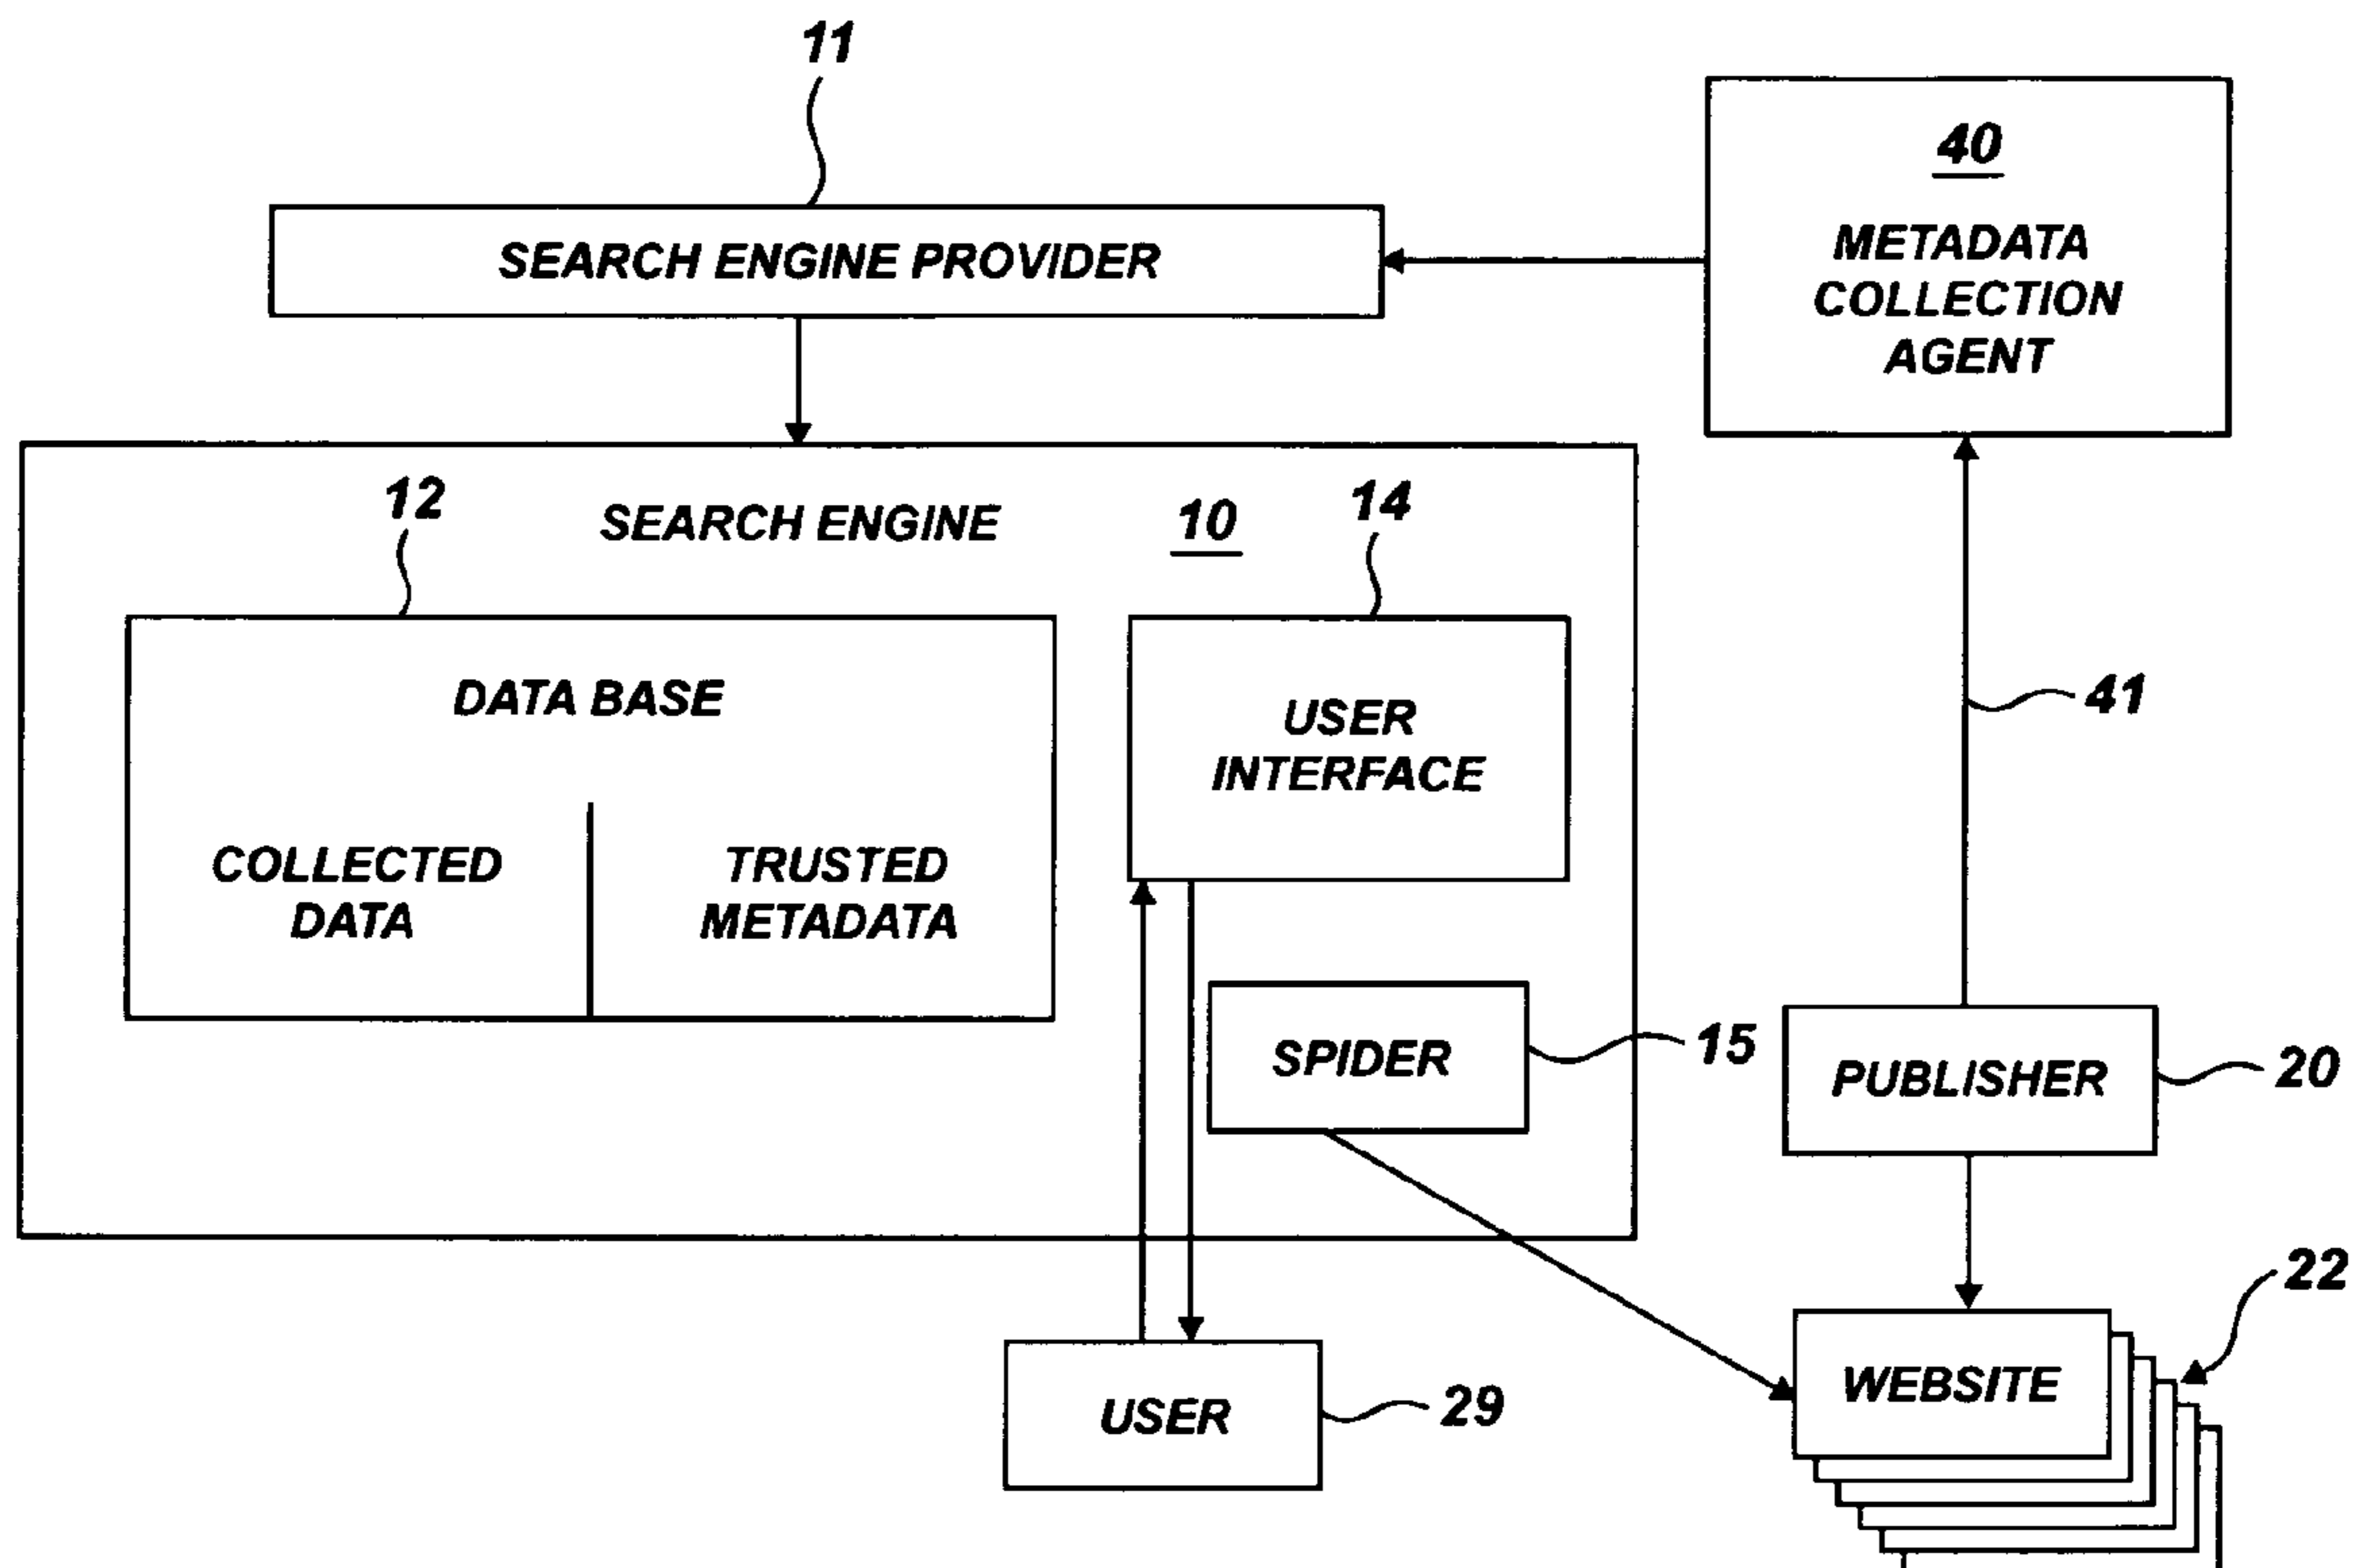 11
40
METADATA
COLLECTION
AGENT
SEARCH ENGINE PROVIDER
12
SEARCH ENGINE
10
14
DATA BASE
COLLECTED
DATA
TRUSTED
METADATA
USER
INTERFACE
41
SPIDER
15
PUBLISHER
20
22
WEBSITE
USER
29